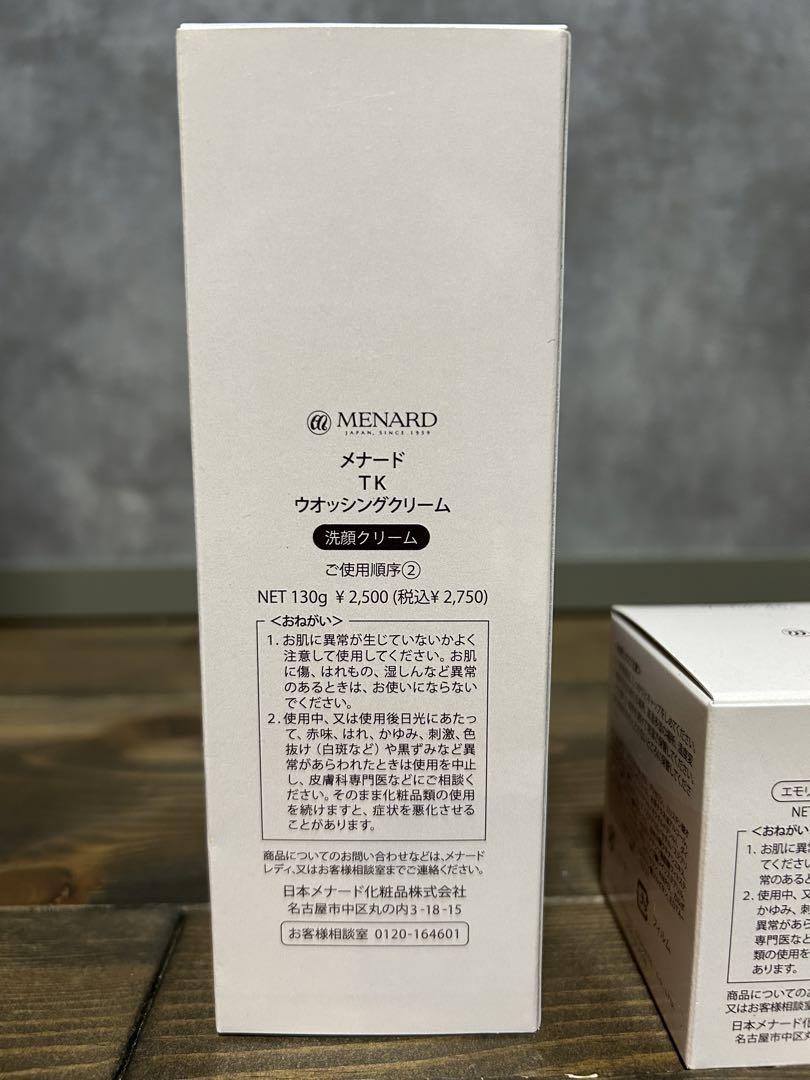 MENARD
JAPAN, SINCE 1959
メナード
TK
ウオッシングクリーム
洗顔クリーム
ご使用順序②
NET 130g ¥2,500 (税込¥2,750)
<おねがい>
1. お肌に異常が生じていないかよく
注意して使用してください。お肌
に傷、はれもの、湿しんなど異常
のあるときは、お使いにならない
でください。
2. 使用中、又は使用後日光にあたっ
て、赤味、はれ、かゆみ、刺激、色
抜け（白斑など）や黒ずみなど異
常があらわれたときは使用を中止
し、皮膚科専門医などにご相談く
ださい。そのまま化粧品類の使用
を続けますと、症状を悪化させる
ことがあります。
商品についてのお問い合わせなどは、メナード
レディ、又はお客様相談室までご連絡ください。
日本メナード化粧品株式会社
名古屋市中区丸の内3-18-15
お客様相談室 0120-164601
エモリ
NE
<おねがい
1. お肌に異常
てくださ
常のあると
2. 使用中、又
かゆみ、刺
異常があら
専門医など
類の使用を
あります。
商品についてのお
又はお客様相談室
日本メナード化
名古屋市中区丸